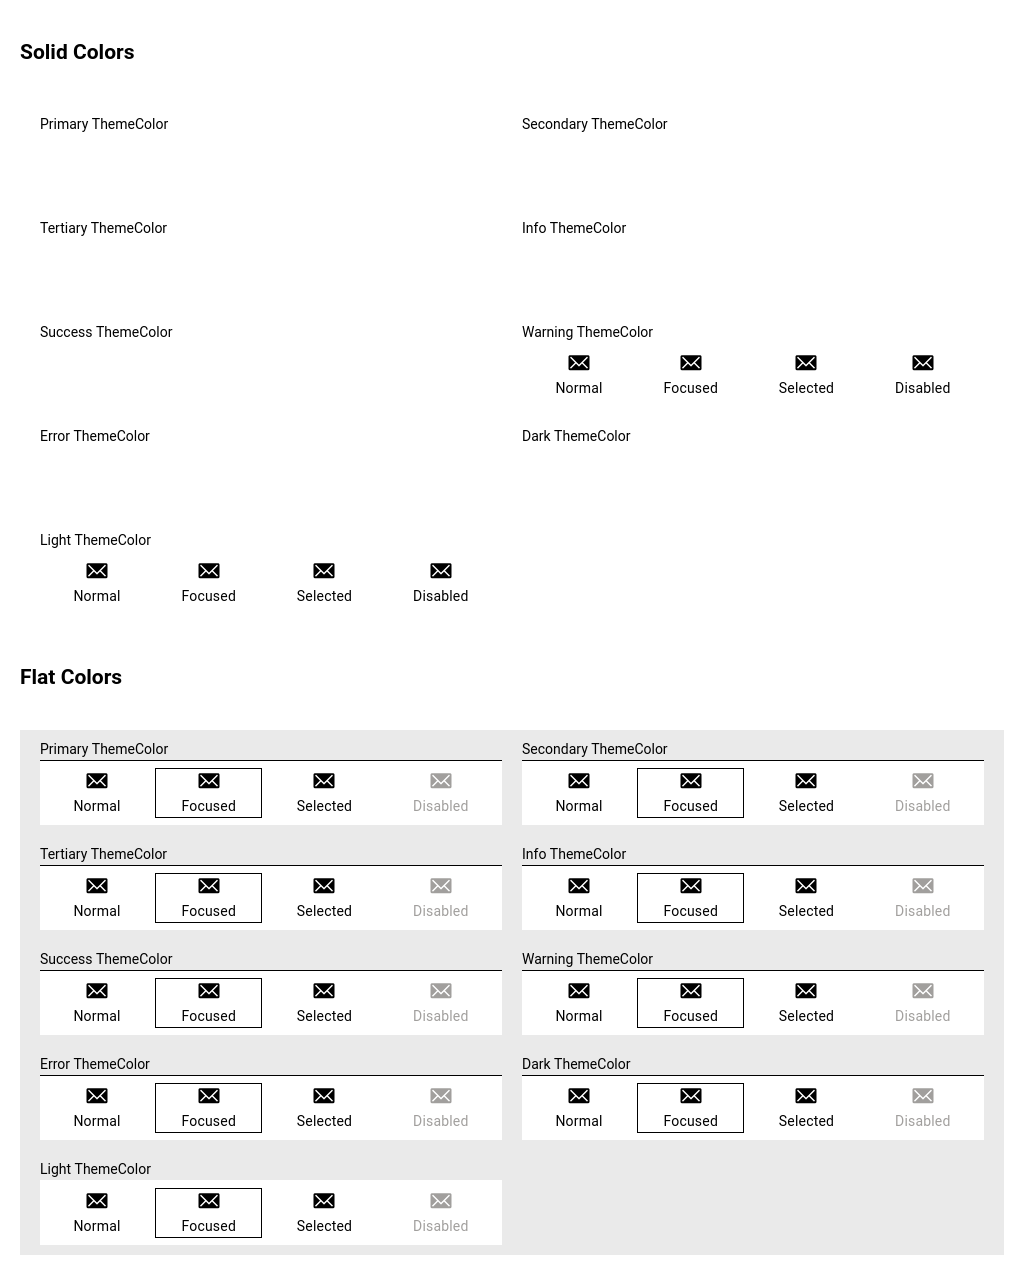 Solid Colors
Primary ThemeColor Secondary ThemeColor
Tertiary ThemeColor Info ThemeColor
Success ThemeColor Warning ThemeColor
Normal Focused Selected Disabled
Error ThemeColor Dark ThemeColor
Light ThemeColor
Normal Focused Selected Disabled
Flat Colors
Primary ThemeColor Secondary ThemeColor
Normal Focused Selected Disabled Normal Focused Selected Disabled
Tertiary ThemeColor Info ThemeColor
Normal Focused Selected Disabled Normal Focused Selected Disabled
Success ThemeColor Warning ThemeColor
Normal Focused Selected Disabled Normal Focused Selected Disabled
Error ThemeColor Dark ThemeColor
Normal Focused Selected Disabled Normal Focused Selected Disabled
Light ThemeColor
Normal Focused Selected Disabled